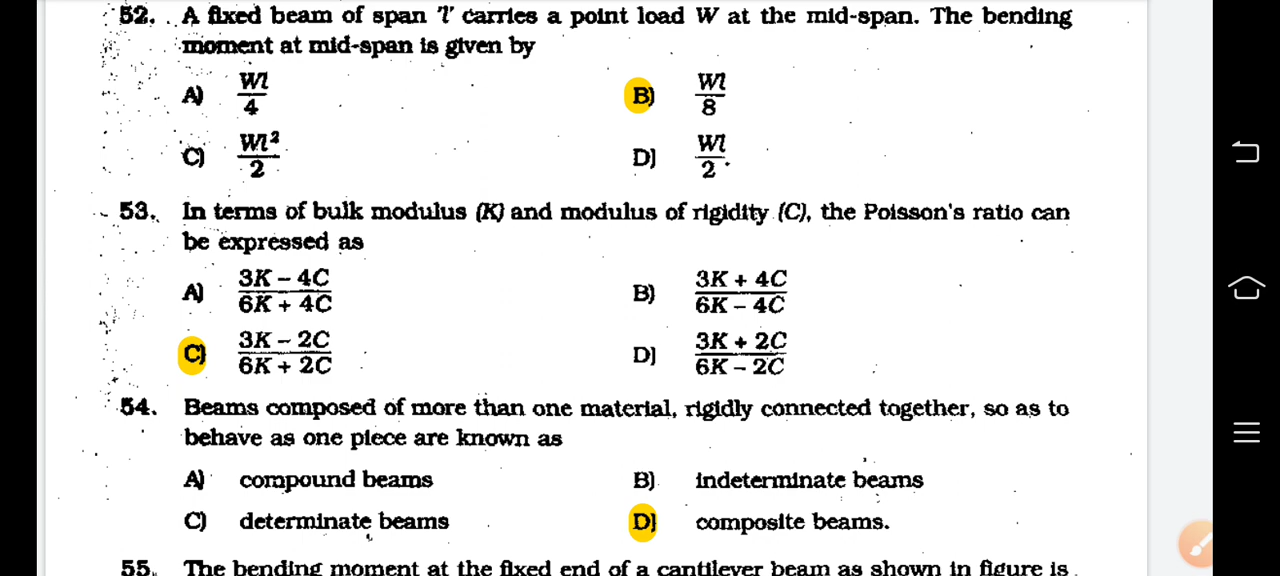 52. A fixed beam of span 'l' carries a point load W at the mid-span. The bending
moment at mid-span is given by
A) Wl/4 B) Wl/8
C) Wl²/2 D) Wl/2.
53. In terms of bulk modulus (K) and modulus of rigidity (C), the Poisson's ratio can
be expressed as
A) 3K – 4C / 6K + 4C B) 3K + 4C / 6K – 4C
C) 3K – 2C / 6K + 2C D) 3K + 2C / 6K – 2C
54. Beams composed of more than one material, rigidly connected together, so as to
behave as one piece are known as
A) compound beams B) indeterminate beams
C) determinate beams D) composite beams.
55. The bending moment at the fixed end of a cantilever beam as shown in figure is